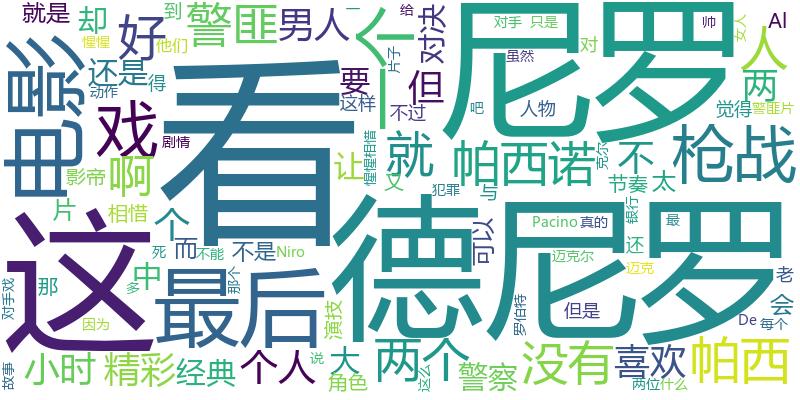 就是
却
到
警匪
男人
一
给
对手
只是
帅
Al
惺惺
他们
好
个
片子
对决
尼罗
对
女人
人
电影
还是
得
动作
戏
剧情
看
要
这样
但
不过
虽然
吧
人物
两
觉得
警匪片
影帝
啊
让
惺惺相惜
就
又
帕西诺
克尔
不
节奏
太
枪战
片
相惜
个
犯罪
与
银行
还
最
这
死
而
不能
不是
Niro
德尼罗
可以
Pacino
真的
迈克尔
迈克
老
那
中
多
那个
最后
对手戏
因为
演技
罗伯特
但是
De
每个
会
故事
小时
精彩
经典
个人
说
大
角色
两个
这么
警察
没有
喜欢
两位
什么
帕西